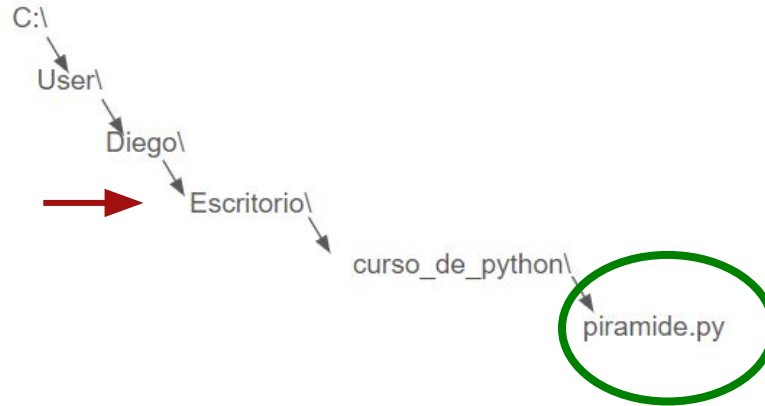 C:\
User\
Diego\
Escritorio\
curso_de_python\
piramide.py